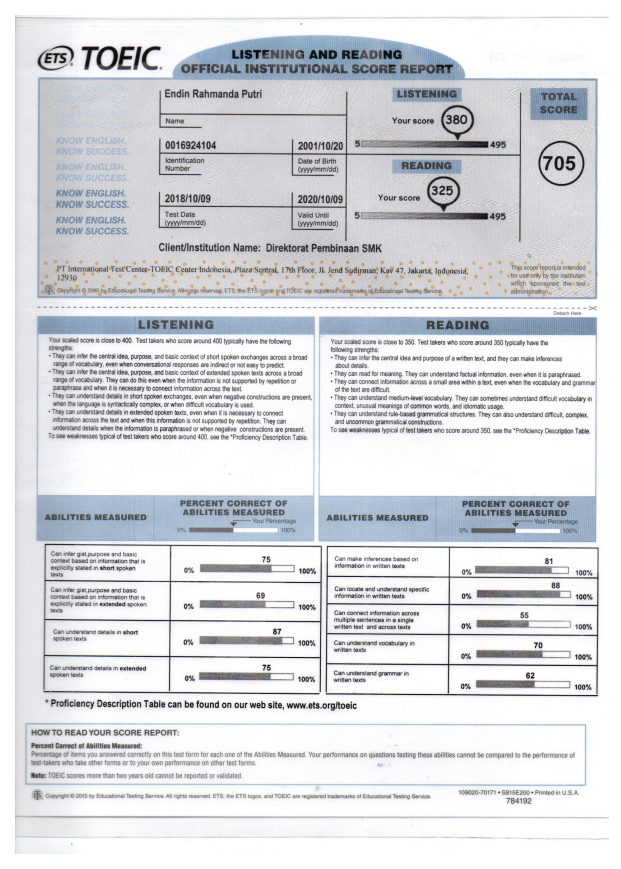 ETS TOEIC.
LISTENING AND READING
OFFICIAL INSTITUTIONAL SCORE REPORT
Endin Rahmanda Putri
Name
0016924104
Identification
Number
2001/10/20
Date of Birth
(yyyy/mm/dd)
2018/10/09
Test Date
(yyyy/mm/dd)
2020/10/09
Valid Until
(yyyy/mm/dd)
KNOW ENGLISH.
KNOW SUCCESS.
KNOW ENGLISH.
KNOW SUCCESS.
KNOW ENGLISH.
KNOW SUCCESS.
KNOW ENGLISH.
KNOW SUCCESS.
LISTENING
Your score 380
5 495
READING
Your score 325
5 495
TOTAL
SCORE
705
Client/Institution Name: Direktorat Pembinaan SMK
PT International Test Center-TOEIC Center Indonesia, Plaza Sentral, 17th Floor, Jl. Jend Sudirman, Kav 47, Jakarta, Indonesia,
12930
This score report is intended
for use only by the institution
which sponsored the test
administration.
Copyright © 2015 by Educational Testing Service. All rights reserved. ETS, the ETS logos, and TOEIC are registered trademarks of Educational Testing Service.
Detach Here
LISTENING
Your scaled score is close to 400. Test takers who score around 400 typically have the following
strengths:
• They can infer the central idea, purpose, and basic context of short spoken exchanges across a broad
range of vocabulary, even when conversational responses are indirect or not easy to predict.
• They can infer the central idea, purpose, and basic context of extended spoken texts across a broad
range of vocabulary. They can do this even when the information is not supported by repetition or
paraphrase and when it is necessary to connect information across the text.
• They can understand details in short spoken exchanges, even when negative constructions are present,
when the language is syntactically complex, or when difficult vocabulary is used.
• They can understand details in extended spoken texts, even when it is necessary to connect
information across the text and when this information is not supported by repetition. They can
understand details when the information is paraphrased or when negative constructions are present.
To see weaknesses typical of test takers who score around 400, see the *Proficiency Description Table.
READING
Your scaled score is close to 350. Test takers who score around 350 typically have the
following strengths:
• They can infer the central idea and purpose of a written text, and they can make inferences
about details.
• They can read for meaning. They can understand factual information, even when it is paraphrased.
• They can connect information across a small area within a text, even when the vocabulary and grammar
of the text are difficult.
• They can understand medium-level vocabulary. They can sometimes understand difficult vocabulary in
context, unusual meanings of common words, and idiomatic usage.
• They can understand rule-based grammatical structures. They can also understand difficult, complex,
and uncommon grammatical constructions.
To see weaknesses typical of test takers who score around 350, see the *Proficiency Description Table.
ABILITIES MEASURED
PERCENT CORRECT OF
ABILITIES MEASURED
Your Percentage
0% 100%
Can infer gist,purpose and basic
context based on information that is
explicitly stated in short spoken
texts
75
0% 100%
Can infer gist,purpose and basic
context based on information that is
explicitly stated in extended spoken
texts
69
0% 100%
Can understand details in short
spoken texts
87
0% 100%
Can understand details in extended
spoken texts
75
0% 100%
ABILITIES MEASURED
PERCENT CORRECT OF
ABILITIES MEASURED
Your Percentage
0% 100%
Can make inferences based on
information in written texts
81
0% 100%
Can locate and understand specific
information in written texts
88
0% 100%
Can connect information across
multiple sentences in a single
written text and across texts
55
0% 100%
Can understand vocabulary in
written texts
70
0% 100%
Can understand grammar in
written texts
62
0% 100%
* Proficiency Description Table can be found on our web site, www.ets.org/toeic
HOW TO READ YOUR SCORE REPORT:
Percent Correct of Abilities Measured:
Percentage of items you answered correctly on this test form for each one of the Abilities Measured. Your performance on questions testing these abilities cannot be compared to the performance of
test-takers who take other forms or to your own performance on other test forms.
Note: TOEIC scores more than two years old cannot be reported or validated.
Copyright © 2015 by Educational Testing Service. All rights reserved. ETS, the ETS logos, and TOEIC are registered trademarks of Educational Testing Service.
109020-70171 • S815E200 • Printed in U.S.A.
784192